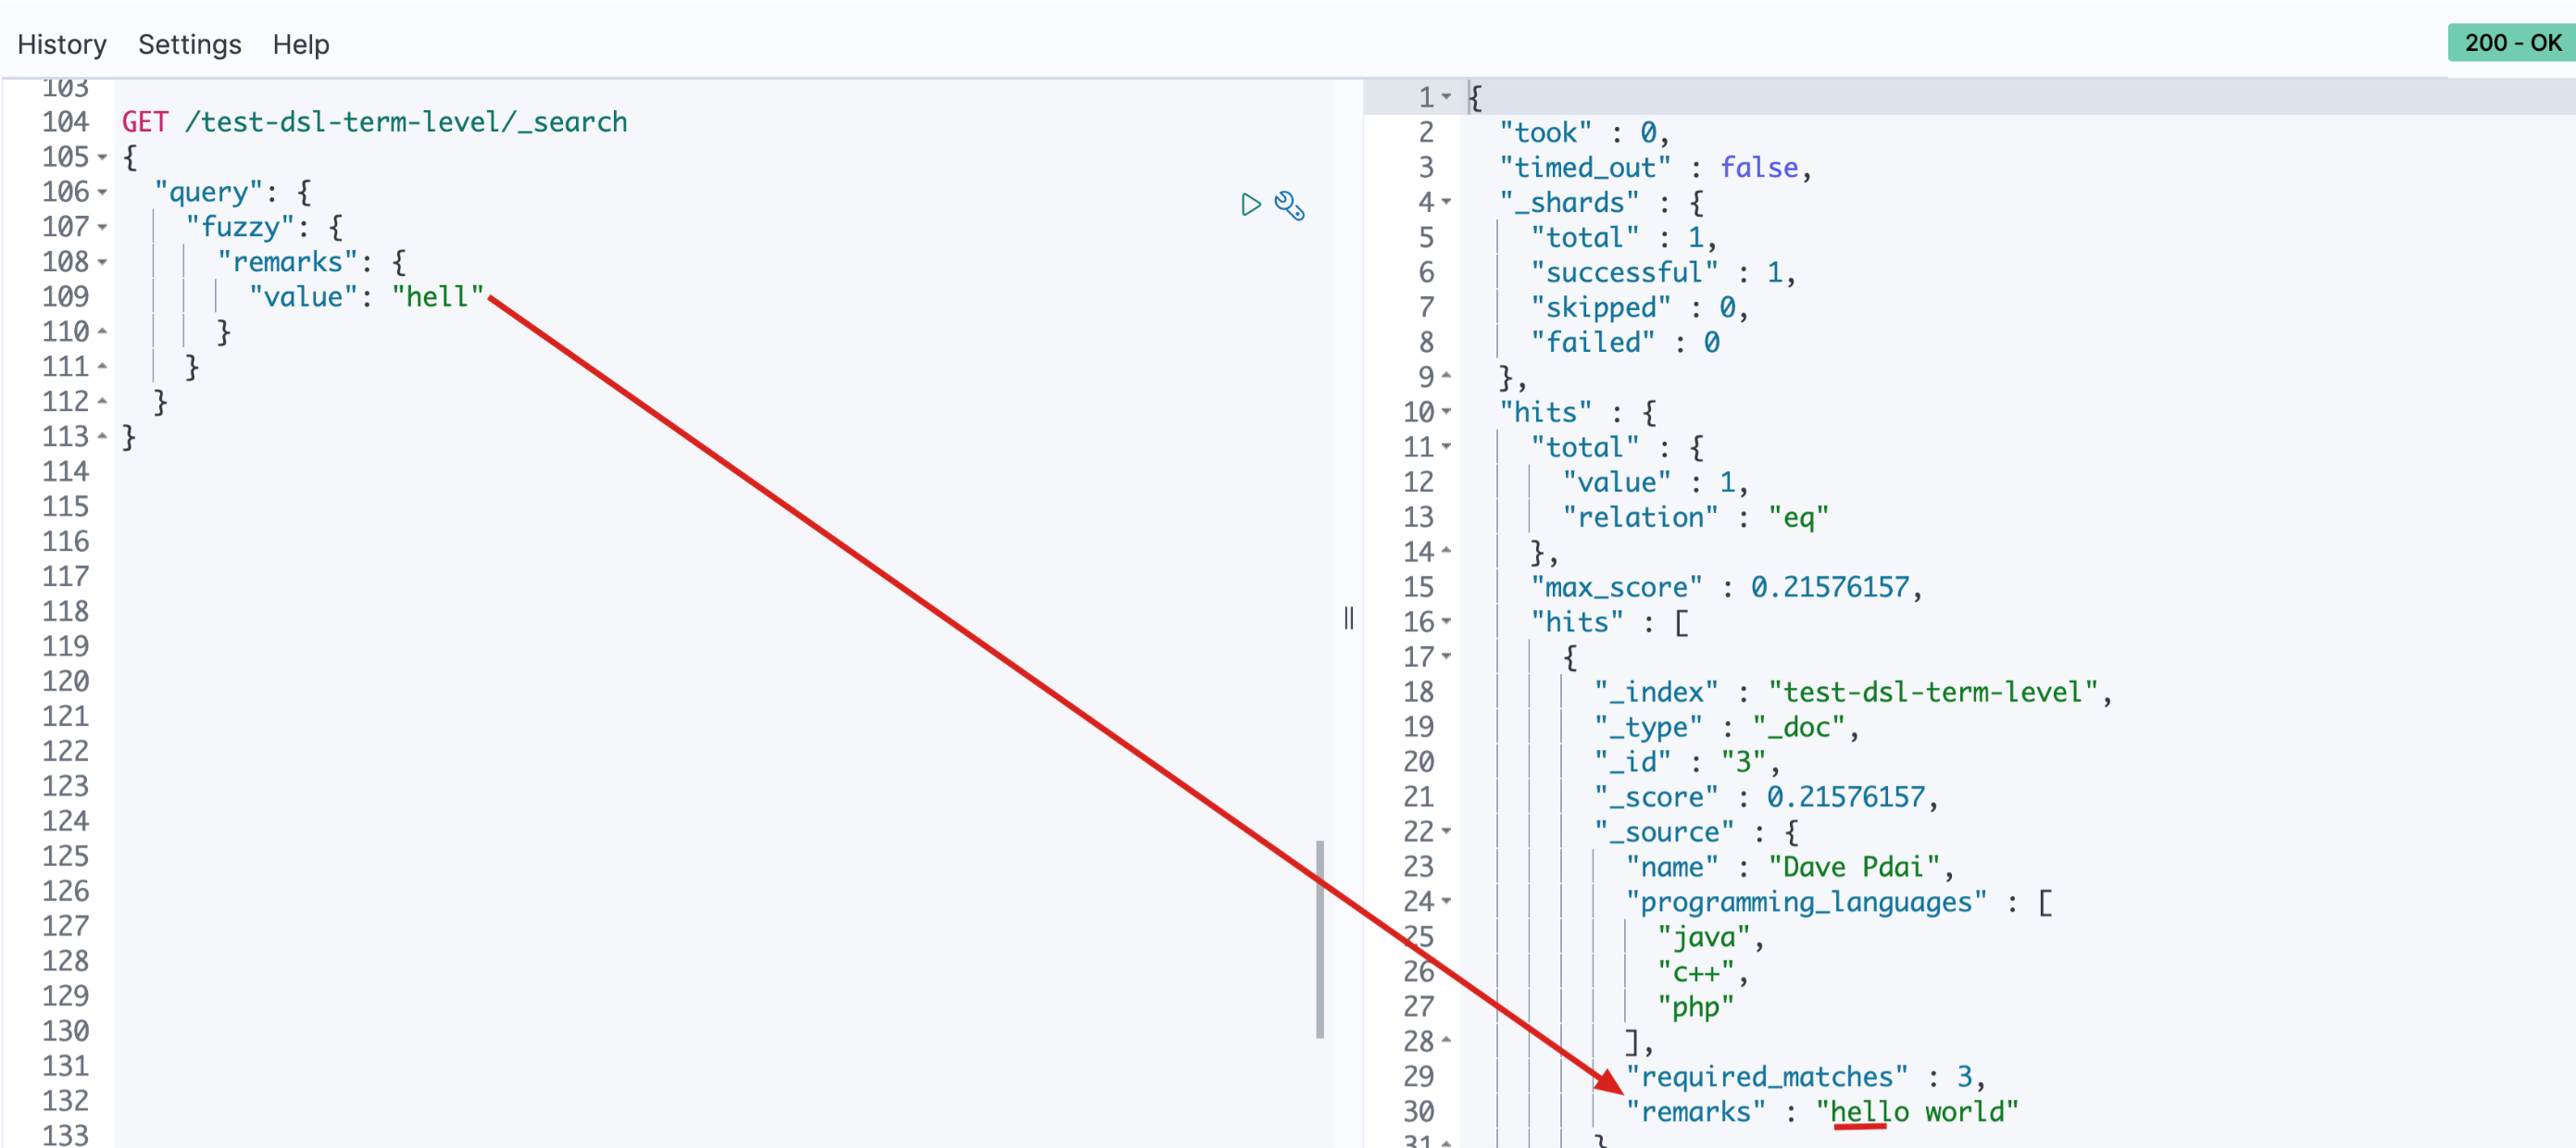 History Settings Help 200 - OK
103
104 GET /test-dsl-term-level/_search
105 {
106 "query": {
107 "fuzzy": {
108 "remarks": {
109 "value": "hell"
110 }
111 }
112 }
113 }
114
115
116
117
118
119
120
121
122
123
124
125
126
127
128
129
130
131
132
133
1 {
2 "took" : 0,
3 "timed_out" : false,
4 "_shards" : {
5 "total" : 1,
6 "successful" : 1,
7 "skipped" : 0,
8 "failed" : 0
9 },
10 "hits" : {
11 "total" : {
12 "value" : 1,
13 "relation" : "eq"
14 },
15 "max_score" : 0.21576157,
16 "hits" : [
17 {
18 "_index" : "test-dsl-term-level",
19 "_type" : "_doc",
20 "_id" : "3",
21 "_score" : 0.21576157,
22 "_source" : {
23 "name" : "Dave Pdai",
24 "programming_languages" : [
25 "java",
26 "c++",
27 "php"
28 ],
29 "required_matches" : 3,
30 "remarks" : "hello world"
31 }